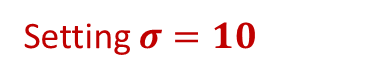 Setting σ = 10